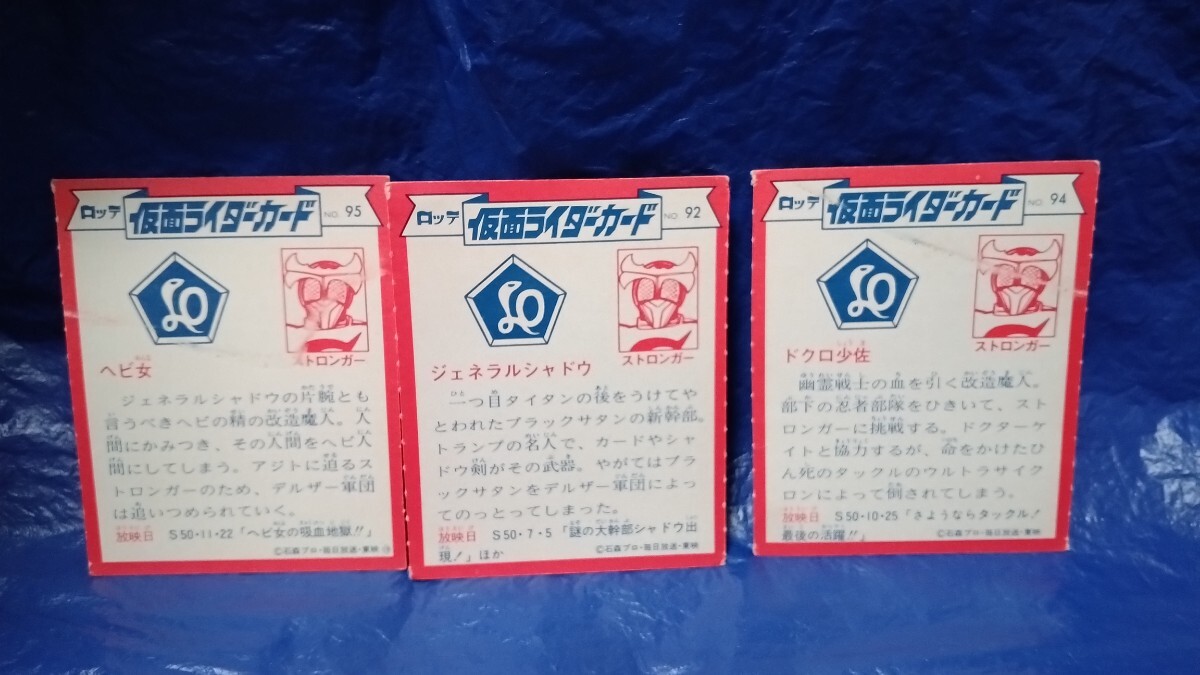 ロッテ 仮面ライダーカード NO. 95
ストロンガー
ヘビ女
ジェネラルシャドウの片腕とも
言うべきヘビの精の改造魔人。人
間にかみつき、その人間をヘビ人
間にしてしまう。アジトに迫るス
トロンガーのため、デルザー軍団
は追いつめられていく。
放映日 S50・11・22「ヘビ女の吸血地獄!!」
©石森プロ・毎日放送・東映
ロッテ 仮面ライダーカード NO. 92
ストロンガー
ジェネラルシャドウ
一つ目タイタンの後をうけてや
とわれたブラックサタンの新幹部。
トランプの名人で、カードやシャ
ドウ剣がその武器。やがてはブラ
ックサタンをデルザー軍団によっ
てのっとってしまった。
放映日 S50・7・5「謎の大幹部シャドウ出
現!」ほか
©石森プロ・毎日放送・東映
ロッテ 仮面ライダーカード NO. 94
ストロンガー
ドクロ少佐
幽霊戦士の血を引く改造魔人。
部下の忍者部隊をひきいて、スト
ロンガーに挑戦する。ドクターケ
イトと協力するが、命をかけたひ
ん死のタックルのウルトラサイク
ロンによって倒されてしまう。
放映日 S50・10・25「さようならタックル!
最後の活躍!!」
©石森プロ・毎日放送・東映